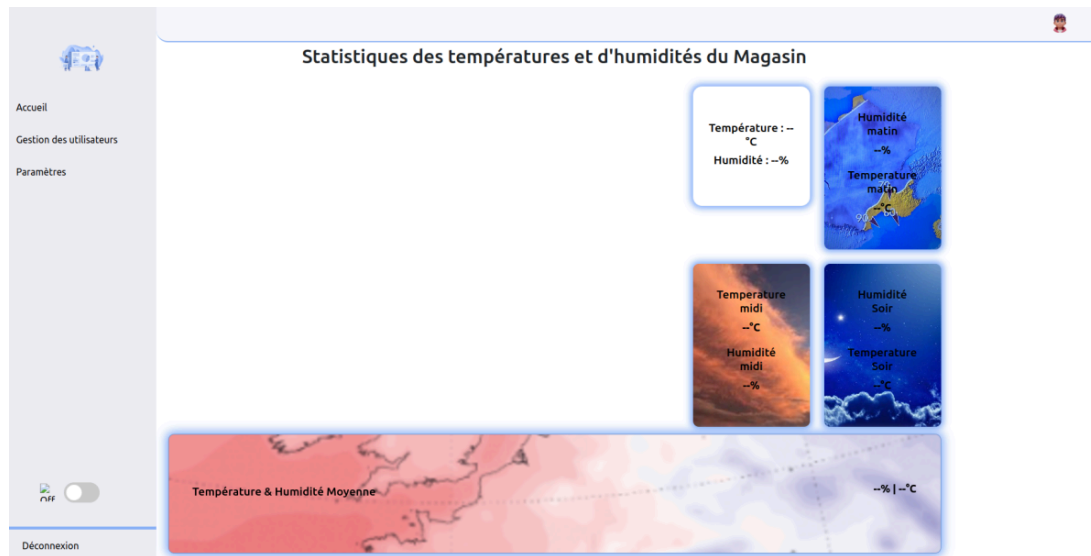 Statistiques des températures et d'humidités du Magasin
Accueil
Gestion des utilisateurs
Paramètres
Température : --
°C
Humidité : --%
Humidité
matin
--%
Temperature
matin
--°C
Temperature
midi
--°C
Humidité
midi
--%
Humidité
Soir
--%
Temperature
Soir
--°C
Température & Humidité Moyenne
--% | --°C
OFF
Déconnexion